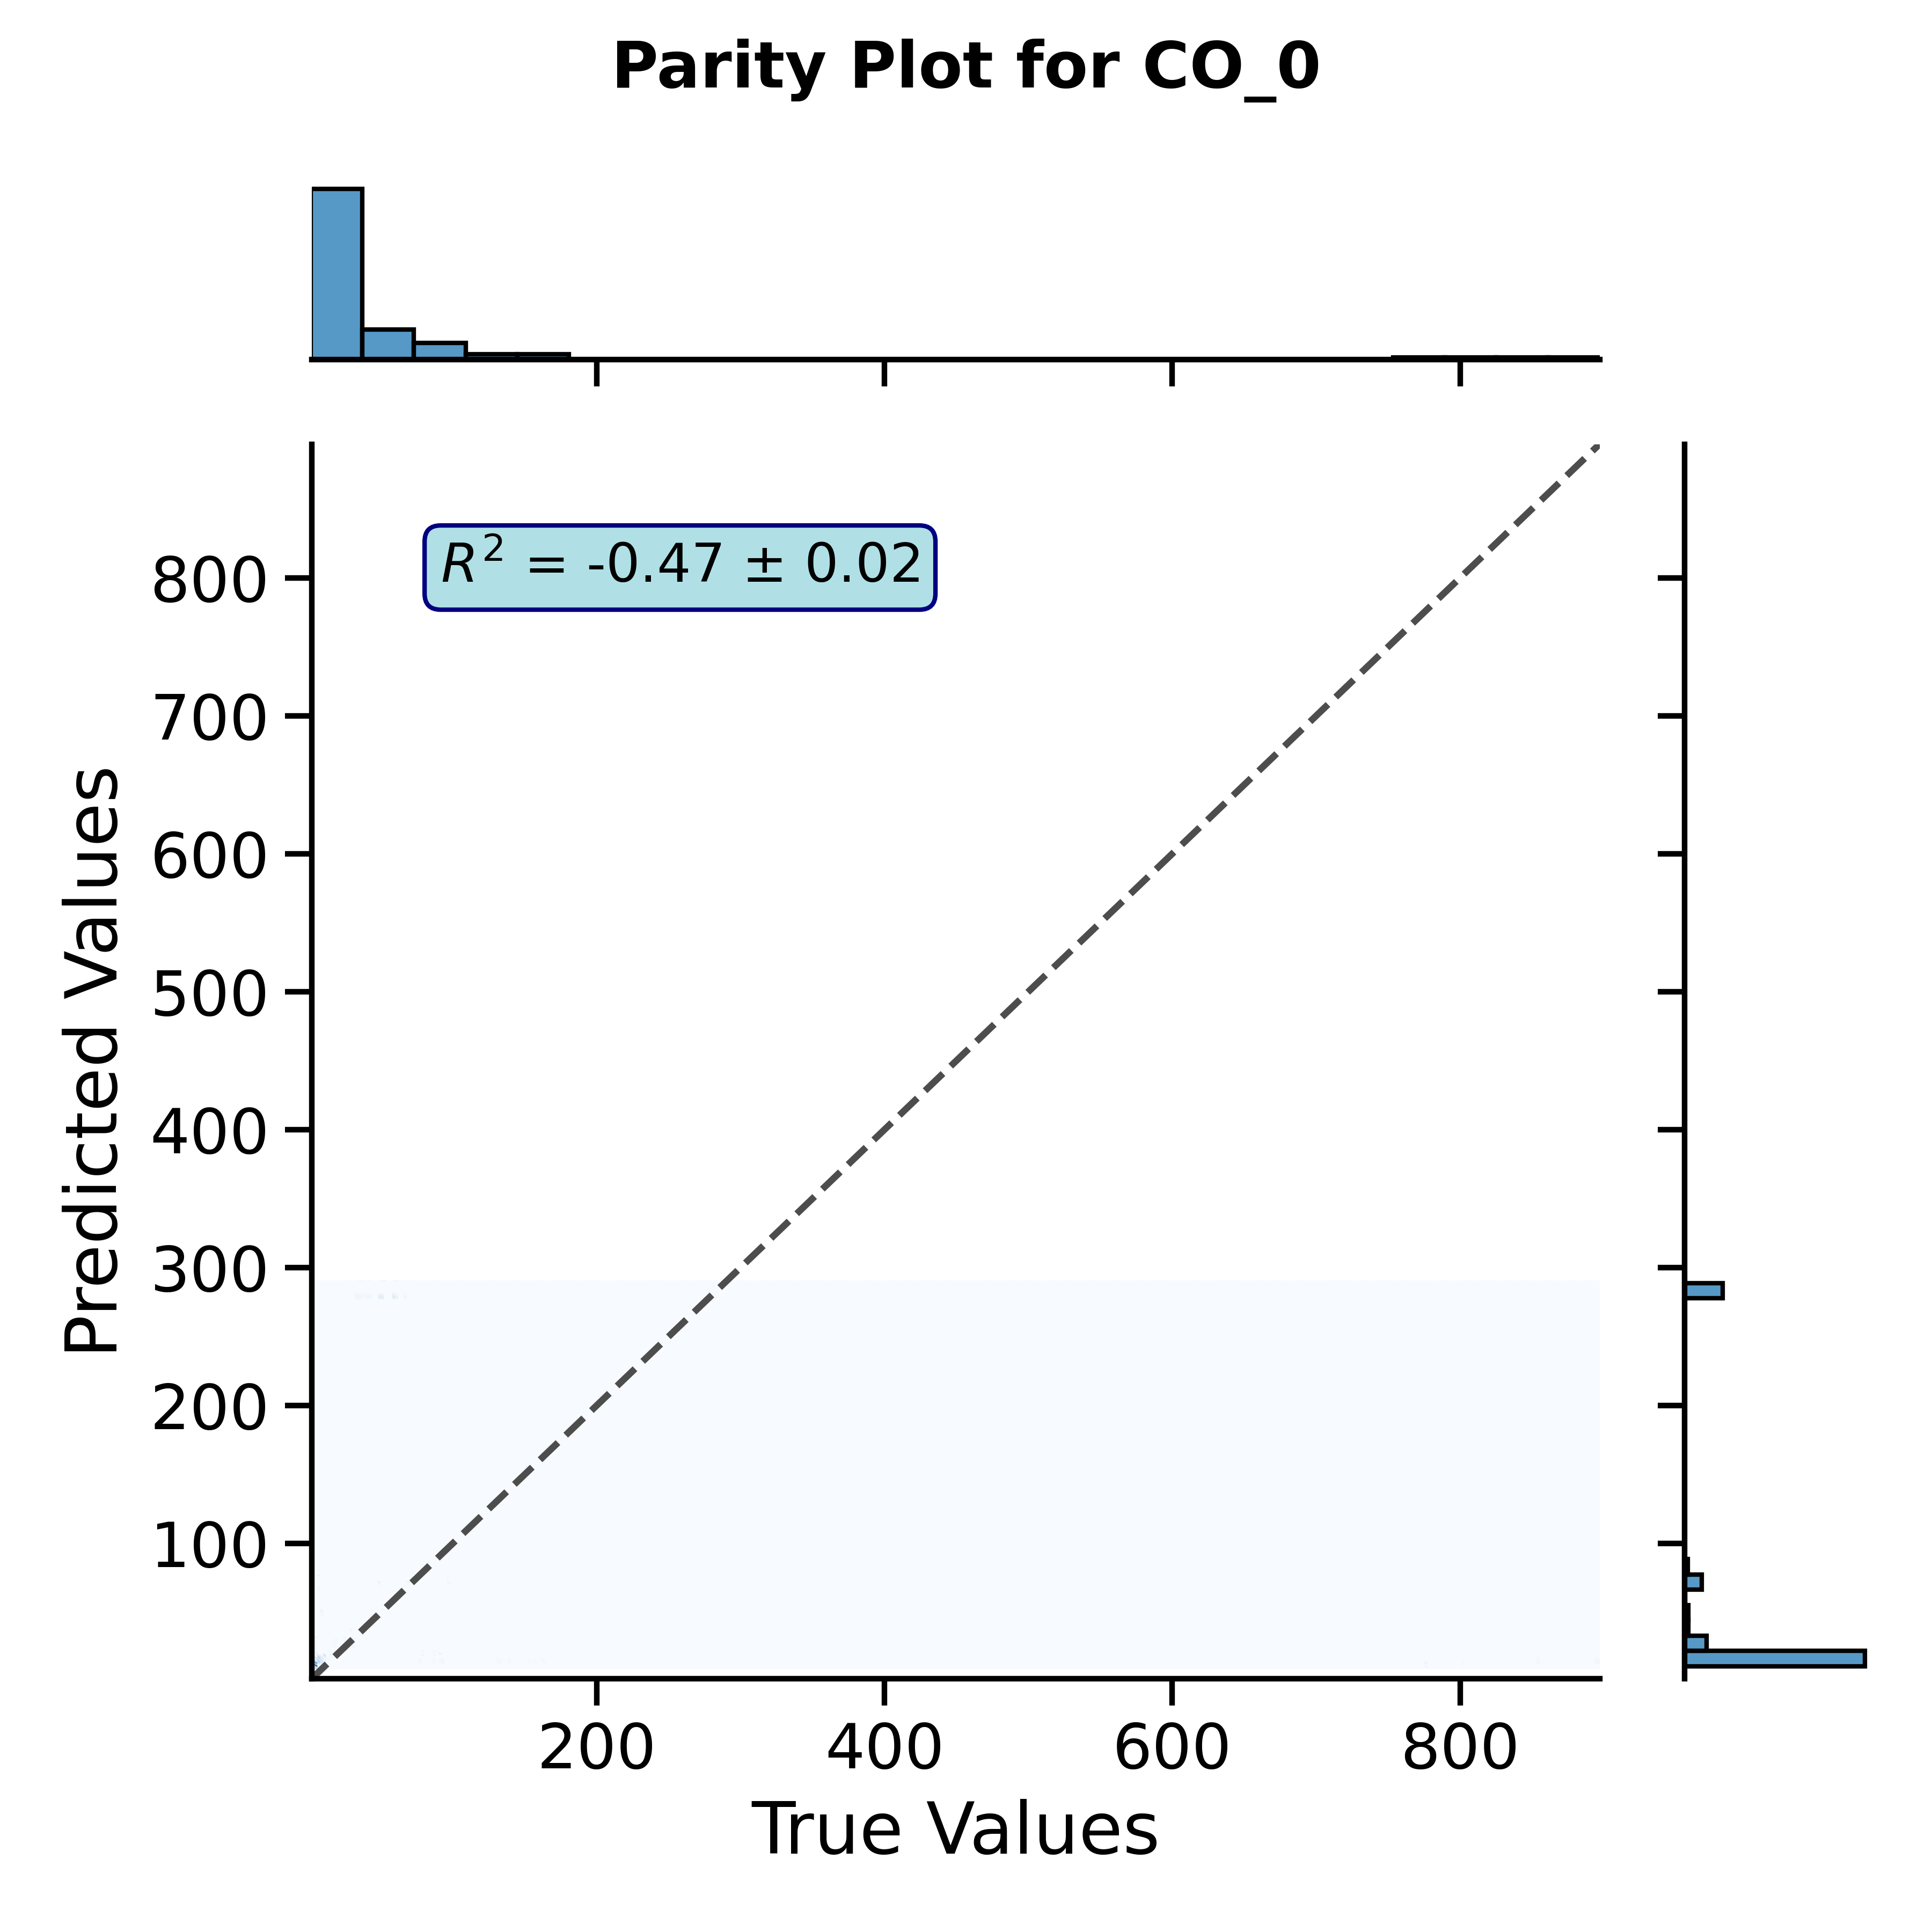 Parity Plot for CO_0
R² = -0.47 ± 0.02
Predicted Values
800
700
600
500
400
300
200
100
200 400 600 800
True Values